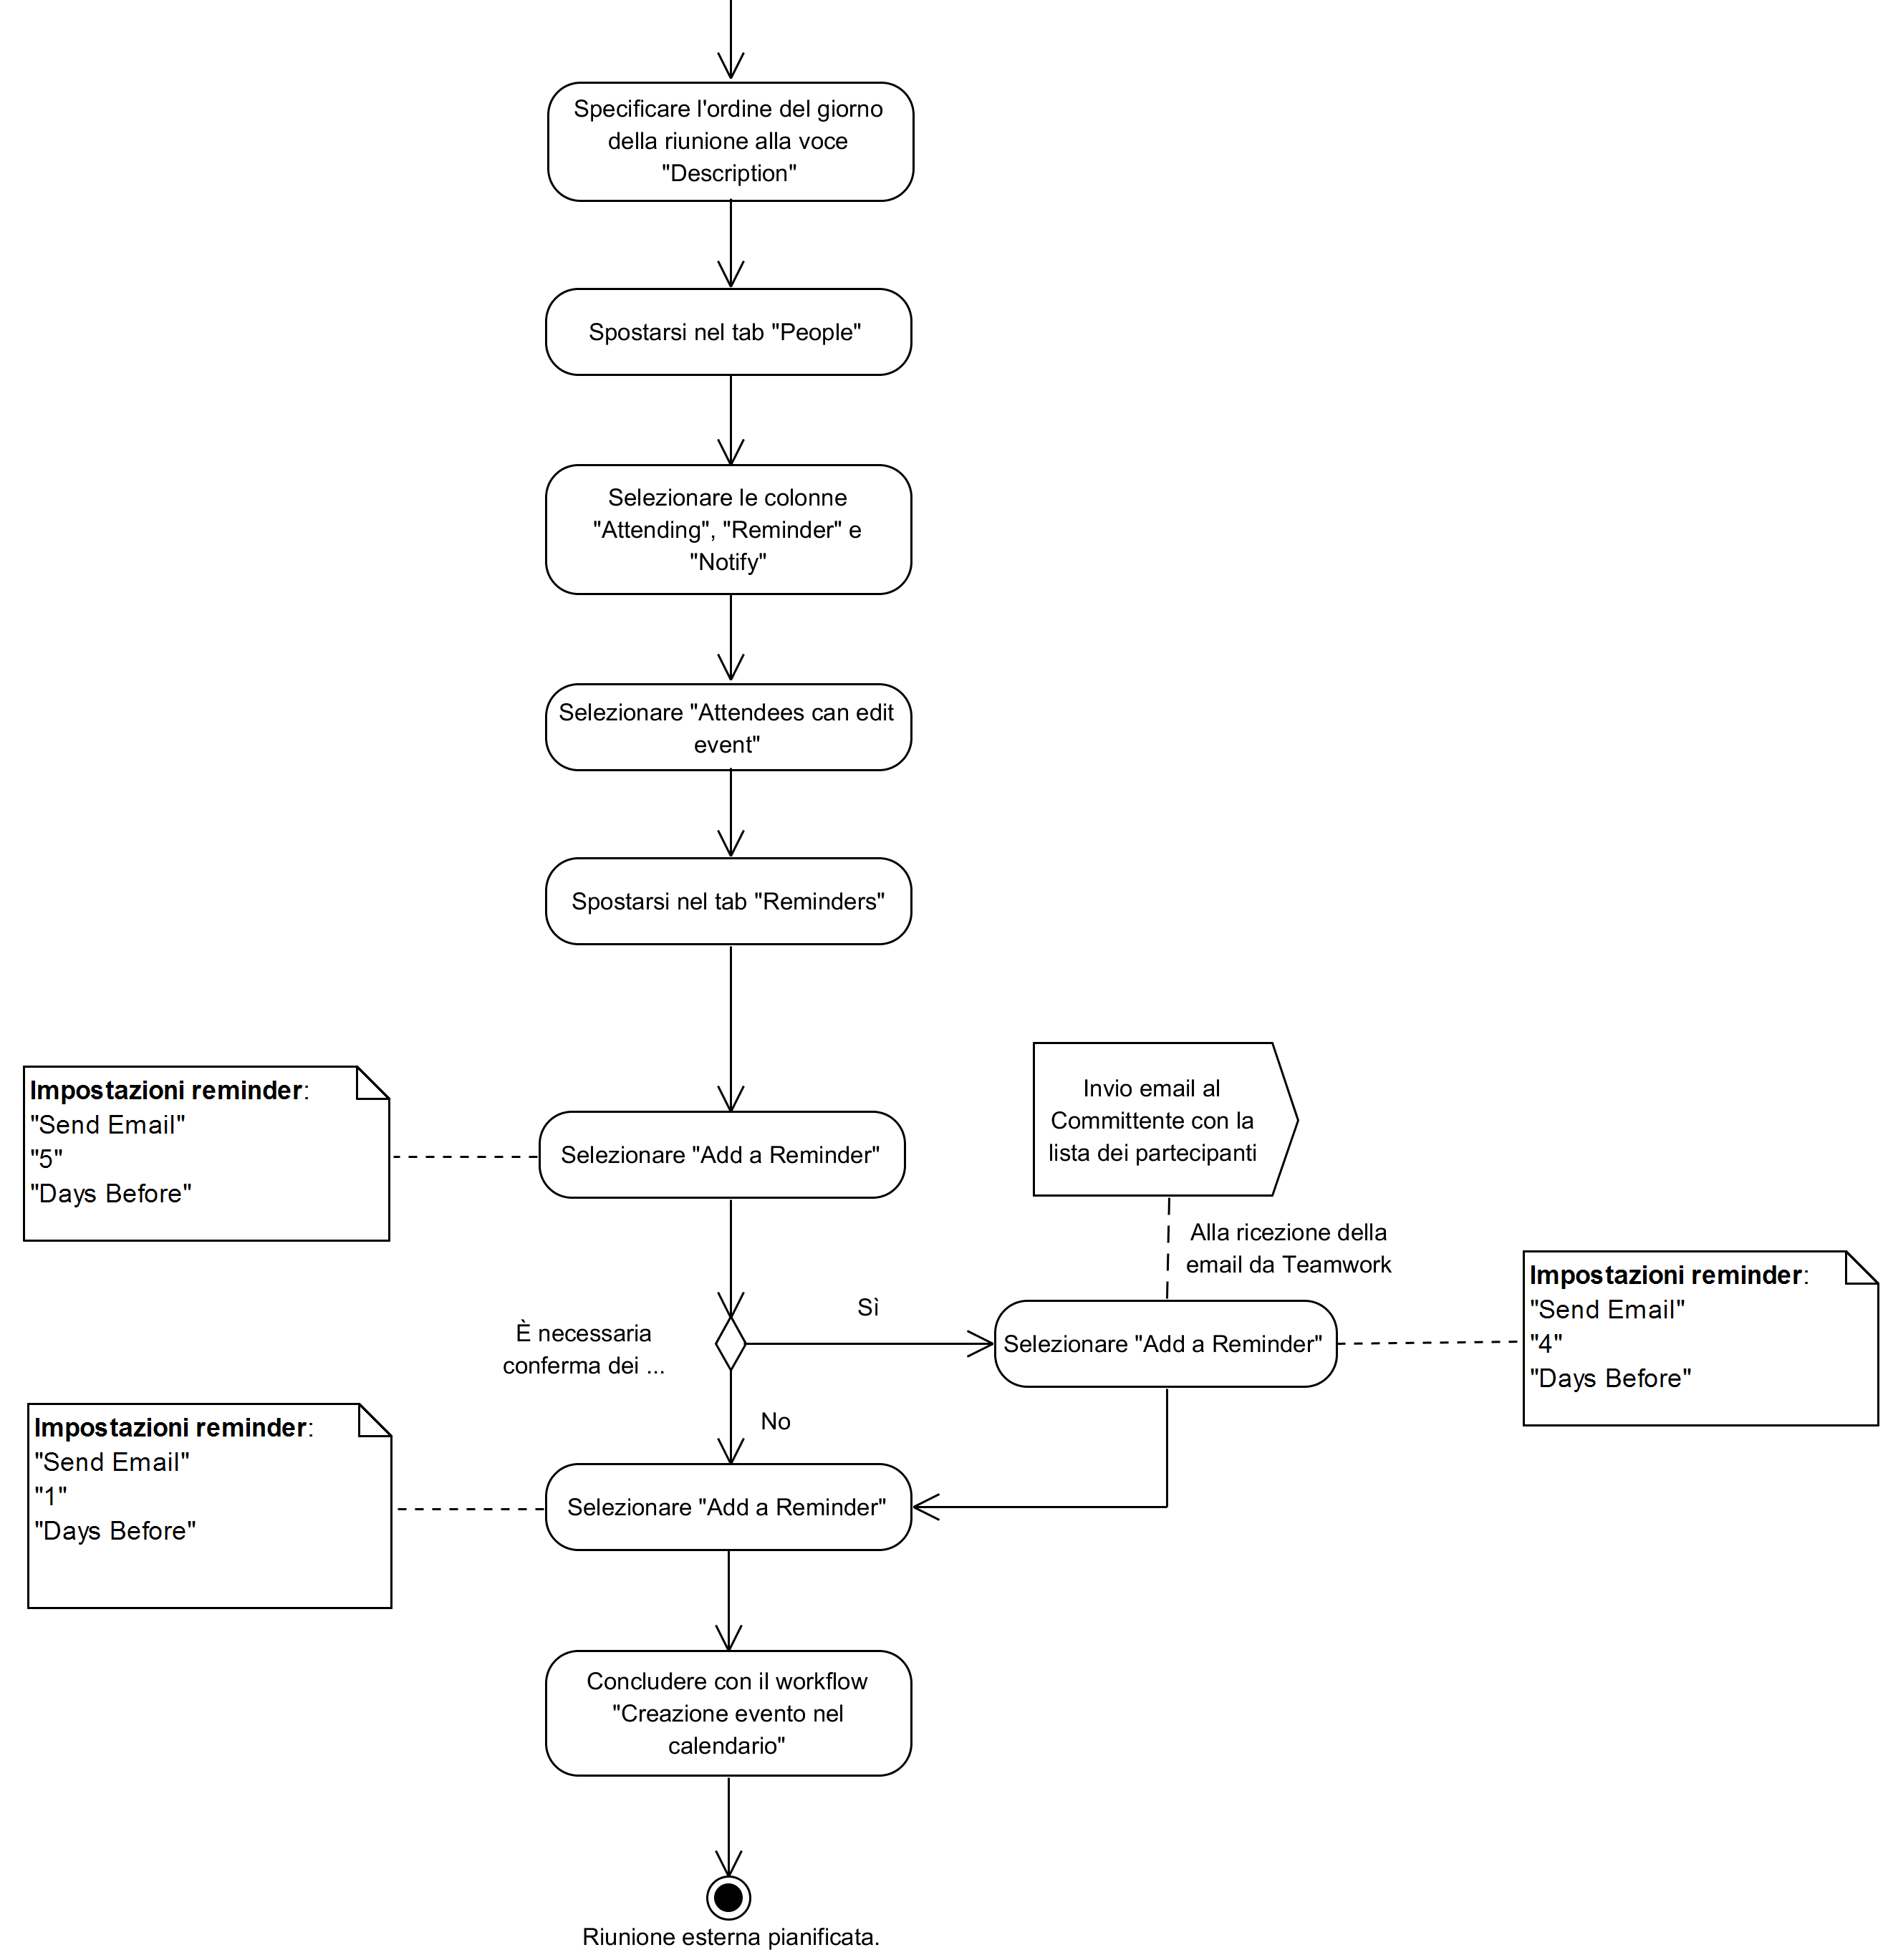 Specificare l'ordine del giorno
della riunione alla voce
"Description"
Spostarsi nel tab "People"
Selezionare le colonne
"Attending", "Reminder" e
"Notify"
Selezionare "Attendees can edit
event"
Spostarsi nel tab "Reminders"
Impostazioni reminder:
"Send Email"
"5"
"Days Before"
Selezionare "Add a Reminder"
Invio email al
Committente con la
lista dei partecipanti
Alla ricezione della
email da Teamwork
È necessaria
conferma dei ...
Sì
Selezionare "Add a Reminder"
Impostazioni reminder:
"Send Email"
"4"
"Days Before"
No
Impostazioni reminder:
"Send Email"
"1"
"Days Before"
Selezionare "Add a Reminder"
Concludere con il workflow
"Creazione evento nel
calendario"
Riunione esterna pianificata.